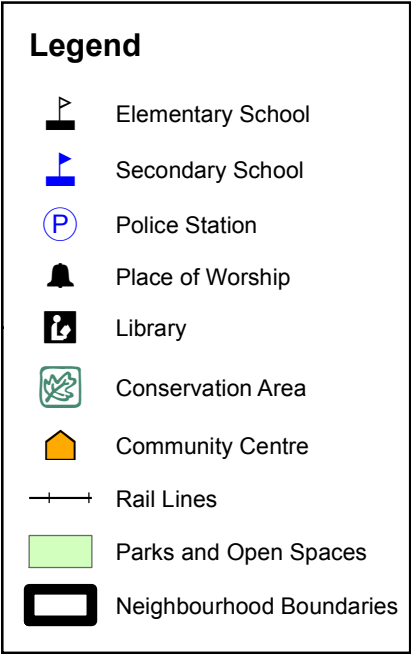 Legend
Elementary School
Secondary School
P Police Station
Place of Worship
Library
Conservation Area
Community Centre
Rail Lines
Parks and Open Spaces
Neighbourhood Boundaries